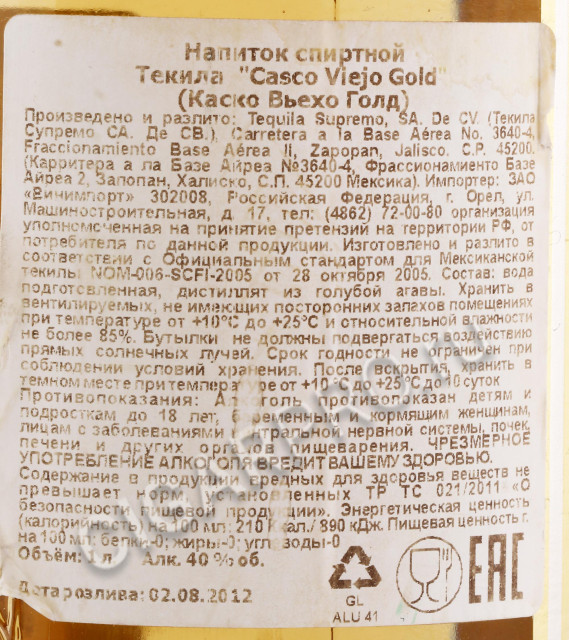 Напиток спиртной
Текила "Casco Viejo Gold"
(Каско Вьехо Голд)
Произведено и разлито: Tequila Supremo, SA. De CV. (Текила
Супремо СА. Де СВ.), Carretera a la Base Aérea No. 3640-4,
Fraccionamiento Base Aérea II, Zapopan, Jalisco. C.P. 45200,
(Карритера а ла Базе Айреа №3640-4, Фрассионамиенто Базе
Айреа 2, Запопан, Халиско, С.П. 45200 Мексика). Импортер: ЗАО
«Вичимпорт» 302008, Российская Федерация, г. Орел, ул.
Машиностроительная, д. 17, тел: (4862) 72-00-80 организация
уполномоченная на принятие претензий на территории РФ, от
потребителя по данной продукции. Изготовлено и разлито в
соответствии с Официальным стандартом для Мексиканской
текилы NOM-006-SCFI-2005 от 28 октября 2005. Состав: вода
подготовленная, дистиллят из голубой агавы. Хранить в
вентилируемых, не имеющих посторонних запахов помещениях
при температуре от +10°С до +25°С и относительной влажности
не более 85%. Бутылки не должны подвергаться воздействию
прямых солнечных лучей. Срок годности не ограничен при
соблюдении условий хранения. После вскрытия хранить в
темном месте при температуре от +10°С до +25°С до 10 суток
Противопоказания: Алкоголь противопоказан детям и
подросткам до 18 лет, беременным и кормящим женщинам,
лицам с заболеваниями центральной нервной системы, почек,
печени и других органов пищеварения. ЧРЕЗМЕРНОЕ
УПОТРЕБЛЕНИЕ АЛКОГОЛЯ ВРЕДИТ ВАШЕМУ ЗДОРОВЬЮ.
Содержание в продукции вредных для здоровья веществ не
превышает норм, установленных ТР ТС 021/2011 «О
безопасности пищевой продукции». Энергетическая ценность
(калорийность) на 100 мл: 210 Ккал./ 890 кДж. Пищевая ценность г.
на 100 мл: белки-0; жиры-0; углеводы-0
Объём: л Алк. 40 % об.
Дата розлива: 02.08.2012
GL
ALU 41
EAC